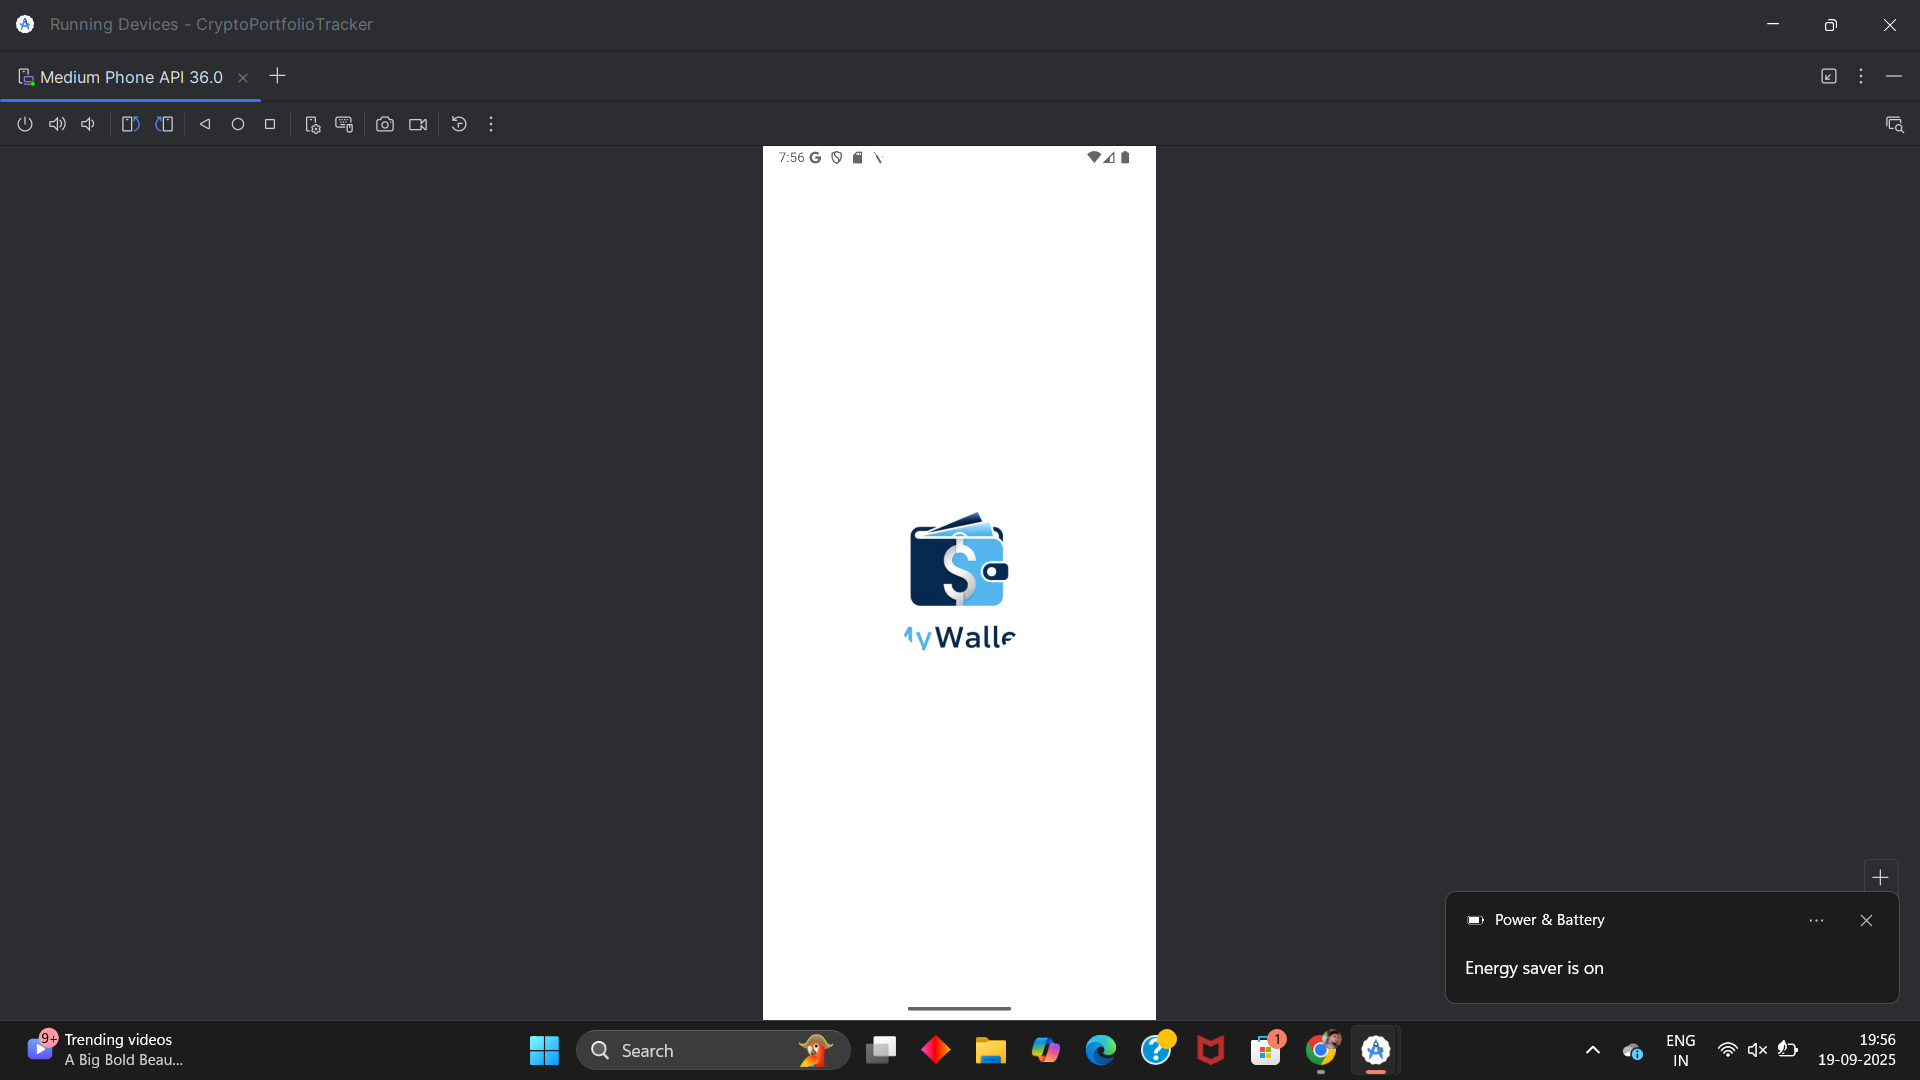 Running Devices - CryptoPortfolioTracker
Medium Phone API 36.0
7:56 G
yWalle
Power & Battery
Energy saver is on
9+
Trending videos
A Big Bold Beau...
Search
1
ENG
IN
19:56
19-09-2025